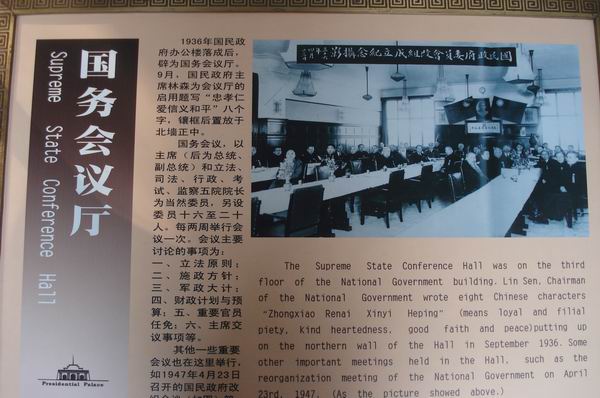 国务会议厅
Supreme State Conference Hall
1936年国民政
府办公楼落成后，
辟为国务会议厅。
9月，国民政府主
席林森为会议厅的
启用题写“忠孝仁
爱信义和平”八个
字，镶框后置放于
北墙正中。
国务会议，以
主席（后为总统、
副总统）和立法、
司法、行政、考
试、监察五院院长
为当然委员，另设
委员十六至二十
人。每两周举行会
议一次。会议主要
讨论的事项为：
一、立法原则；
二、施政方针；
三、军政大计；
四、财政计划与预
算；五、重要官员
任免；六、主席交
议事项等。
其他一些重要
会议也在这里举行，
如1947年4月23日
召开的国民政府改
國民政府委員會改組成立紀念攝影
The Supreme State Conference Hall was on the third
floor of the National Government building. Lin Sen, Chairman
of the National Government wrote eight Chinese characters
“Zhongxiao Renai Xinyi Heping” (means loyal and filial
piety, Kind heartedness, good faith and peace)putting up
on the northern wall of the Hall in September 1936. Some
other important meetings held in the Hall, such as the
reorganization meeting of the National Government on April
23rd, 1947. (As the picture showed above.)
Presidential Palace